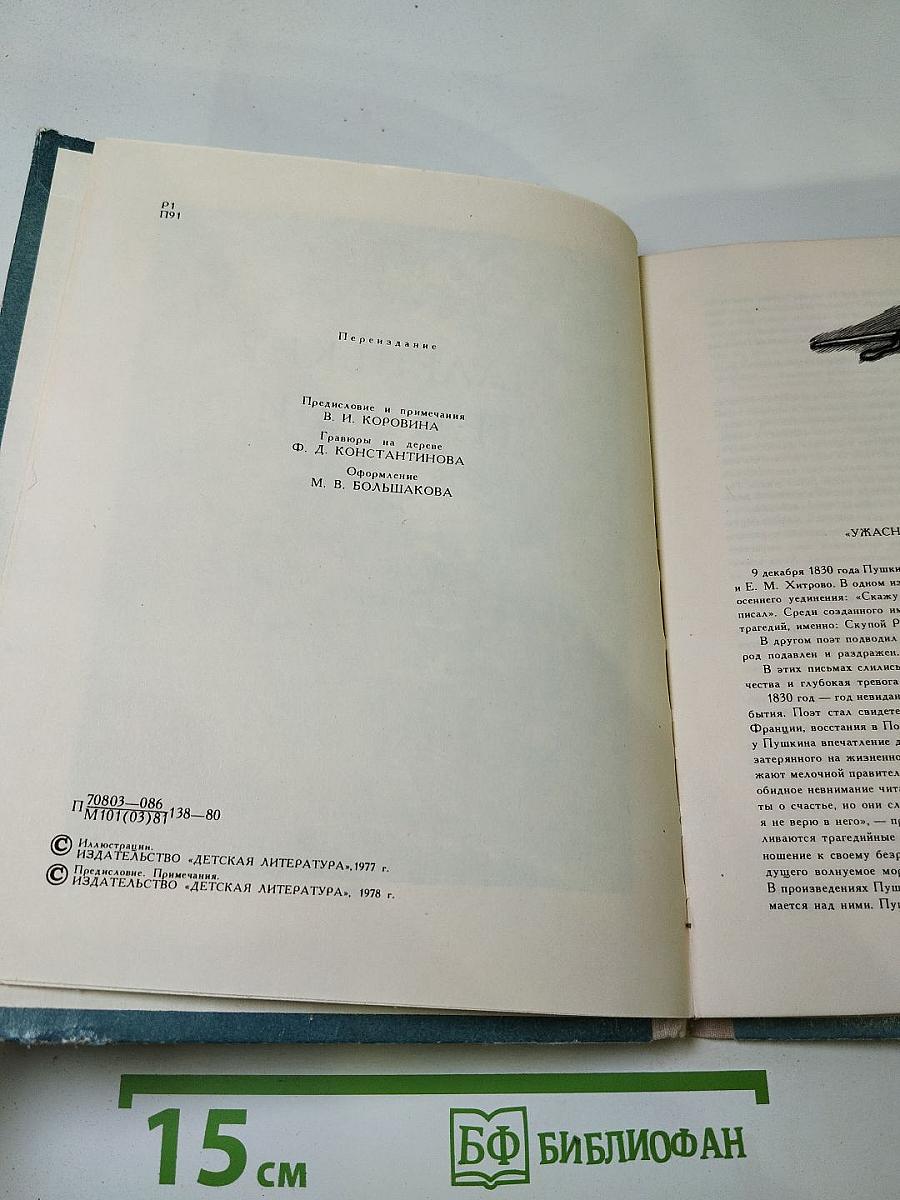 Р1
П91
Переиздание
Предисловие и примечания
В. И. КОРОВИНА
Гравюры на дереве
Ф. Д. КОНСТАНТИНОВА
Оформление
М. В. БОЛЬШАКОВА
П 70803—086
М101(03)81 138—80
© Иллюстрации.
ИЗДАТЕЛЬСТВО «ДЕТСКАЯ ЛИТЕРАТУРА», 1977 г.
© Предисловие. Примечания.
ИЗДАТЕЛЬСТВО «ДЕТСКАЯ ЛИТЕРАТУРА», 1978 г.
«УЖАСН
9 декабря 1830 года Пушки
и Е. М. Хитрово. В одном из
осеннего уединения: «Скажу
писал». Среди созданного им
трагедий, именно: Скупой Р
В другом поэт подводил
род подавлен и раздражен.
В этих письмах слились
чества и глубокая тревога
1830 год — год невидан
бытия. Поэт стал свидете
Франции, восстания в По
у Пушкина впечатление д
затерянного на жизненно
жают мелочной правител
обидное невнимание чита
ты о счастье, но они сл
я не верю в него», — пр
ливаются трагедийные
ношение к своему безр
дущего волнуемое мор
В произведениях Пуш
мается над ними. Пуш
15 см
БФ БИБЛИОФАН